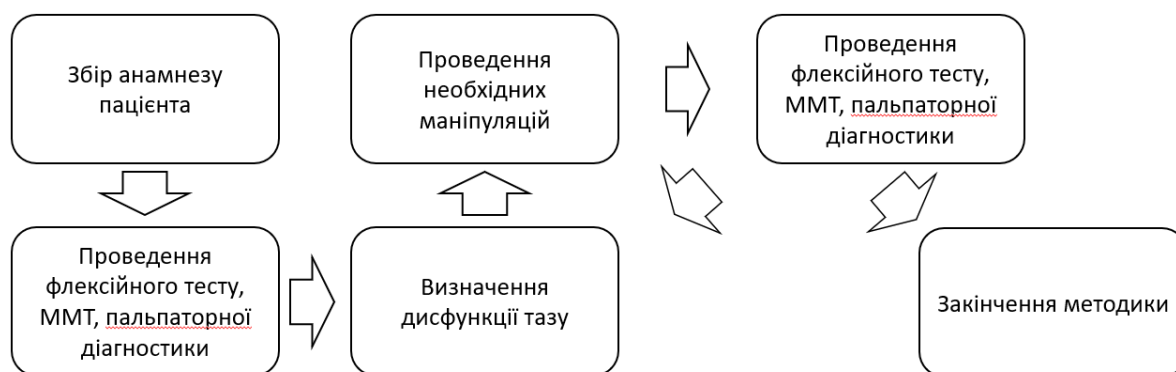 Збір анамнезу
пацієнта
Проведення
флексійного тесту,
ММТ, пальпаторної
діагностики
Визначення
дисфункції тазу
Проведення
необхідних
маніпуляцій
Проведення
флексійного тесту,
ММТ, пальпаторної
діагностики
Закінчення методики